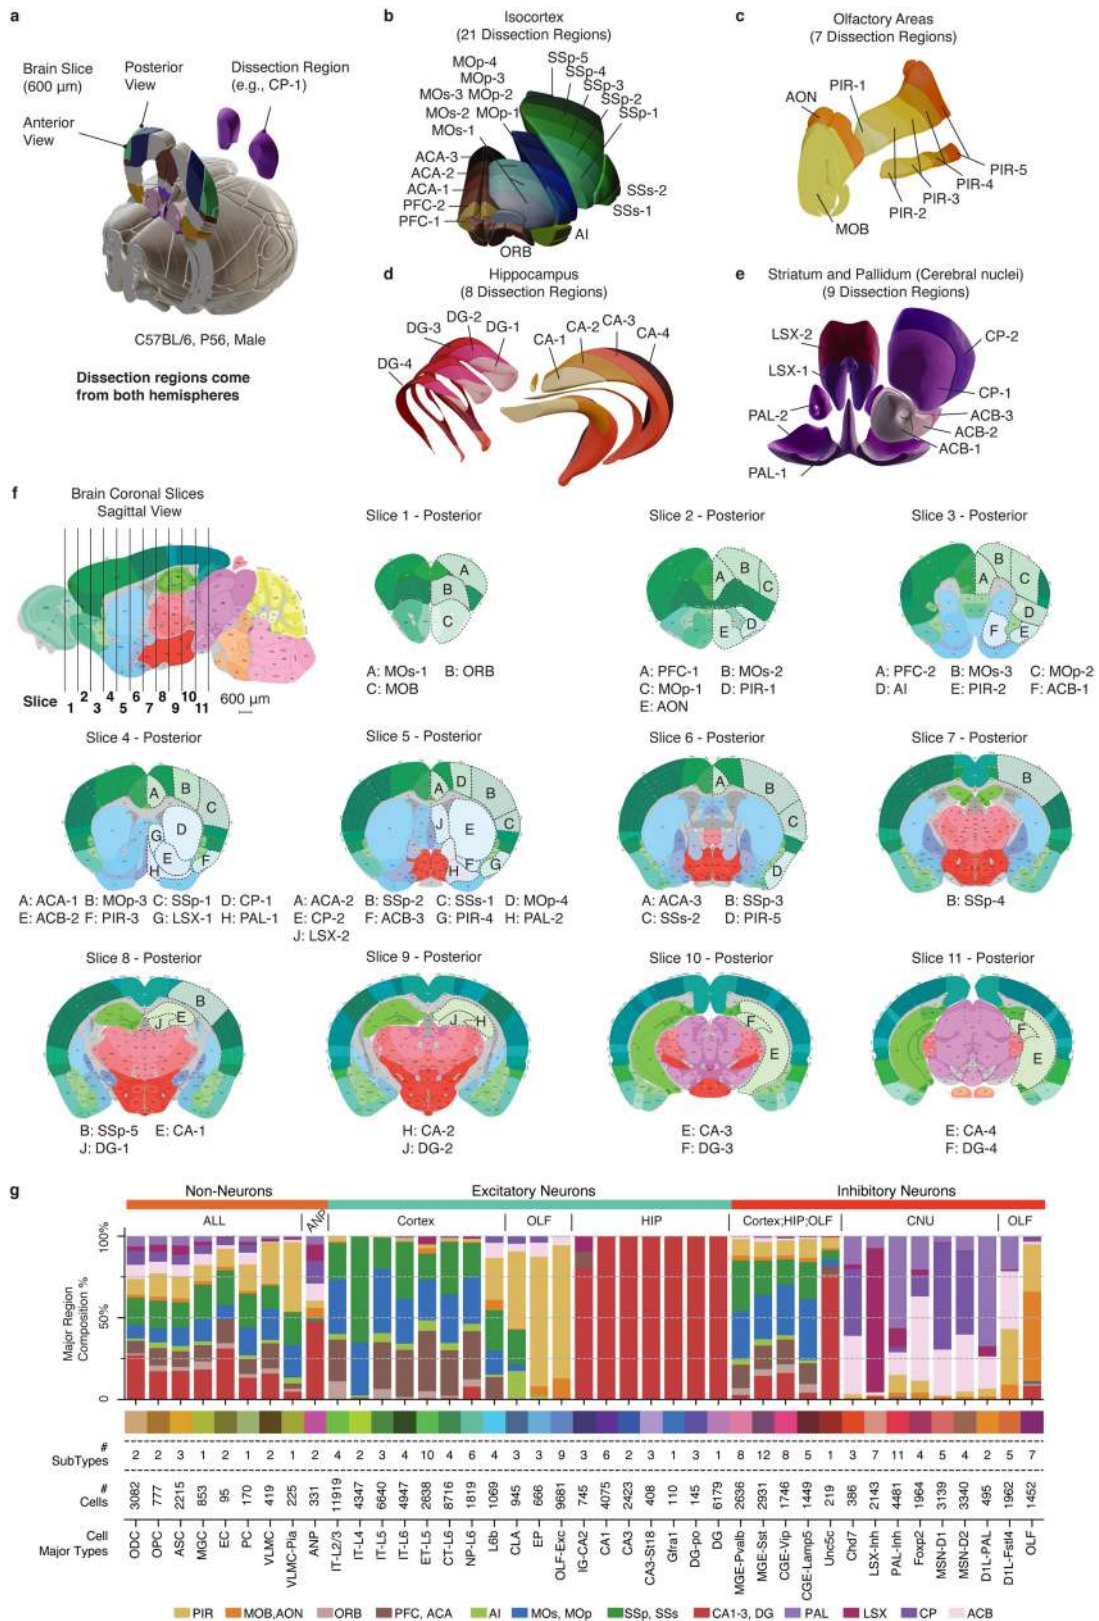 a
Brain Slice
(600 µm)
Posterior
View
Dissection Region
(e.g., CP-1)
Anterior
View
C57BL/6, P56, Male
Dissection regions come
from both hemispheres
b
Isocortex
(21 Dissection Regions)
MOp-4
MOp-3
MOs-3 MOp-2
MOs-2 MOp-1
MOs-1
SSp-5
SSp-4
SSp-3
SSp-2
SSp-1
ACA-3
ACA-2
ACA-1
PFC-2
PFC-1
SSs-2
SSs-1
AI
ORB
c
Olfactory Areas
(7 Dissection Regions)
AON
PIR-1
PIR-5
PIR-4
PIR-3
PIR-2
MOB
d
Hippocampus
(8 Dissection Regions)
DG-3
DG-2
DG-1
DG-4
CA-1
CA-2
CA-3
CA-4
e
Striatum and Pallidum (Cerebral nuclei)
(9 Dissection Regions)
LSX-2
LSX-1
PAL-2
PAL-1
CP-2
CP-1
ACB-3
ACB-2
ACB-1
f
Brain Coronal Slices
Sagittal View
Slice 1 2 3 4 5 6 7 8 9 10 11
600 µm
Slice 1 - Posterior
A
B
C
A: MOs-1 B: ORB
C: MOB
Slice 2 - Posterior
A
B
C
D
E
A: PFC-1 B: MOs-2
C: MOp-1 D: PIR-1
E: AON
Slice 3 - Posterior
A
B
C
D
F
E
A: PFC-2 B: MOs-3 C: MOp-2
D: AI E: PIR-2 F: ACB-1
Slice 4 - Posterior
A
B
C
D
G
E
F
H
A: ACA-1 B: MOp-3 C: SSp-1 D: CP-1
E: ACB-2 F: PIR-3 G: LSX-1 H: PAL-1
Slice 5 - Posterior
A
D
B
J
E
C
F
G
H
A: ACA-2 B: SSp-2 C: SSs-1 D: MOp-4
E: CP-2 F: ACB-3 G: PIR-4 H: PAL-2
J: LSX-2
Slice 6 - Posterior
A
B
C
D
A: ACA-3 B: SSp-3
C: SSs-2 D: PIR-5
Slice 7 - Posterior
B
B: SSp-4
Slice 8 - Posterior
B
J
E
B: SSp-5 E: CA-1
J: DG-1
Slice 9 - Posterior
J
H
H: CA-2
J: DG-2
Slice 10 - Posterior
F
E
E: CA-3
F: DG-3
Slice 11 - Posterior
F
E
E: CA-4
F: DG-4
g
Non-Neurons Excitatory Neurons Inhibitory Neurons
ALL ANP Cortex OLF HIP Cortex;HIP;OLF CNU OLF
Major Region
Composition %
100%
50%
0
# SubTypes 2 2 3 1 2 1 2 1 2 4 2 5 4 10 4 6 4 3 3 9 3 6 2 3 1 3 1 8 12 8 5 1 3 7 11 4 5 4 2 5 7
# Cells 3082 777 2215 853 95 170 419 225 331 11919 4347 6640 4947 2638 8716 1819 1069 945 666 9681 745 4075 2423 408 110 145 6179 2636 2931 1746 1449 219 386 2143 4481 1964 3139 3340 495 1962 1452
Cell Major Types ODC OPC ASC MGC EC PC VLMC VLMC-Pia ANP IT-L2/3 IT-L4 IT-L5 IT-L6 ET-L5 CT-L6 NP-L6 L6b CLA EP OLF-Exc IG-CA2 CA1 CA3 CA3-St18 Gfra1 DG-po DG MGE-Pvalb MGE-Sst CGE-Vip CGE-Lamp5 Unc5c Chd7 LSX-Inh PAL-Inh Foxp2 MSN-D1 MSN-D2 D1L-PAL D1L-Fstl4 OLF
PIR MOB,AON ORB PFC, ACA AI MOs, MOp SSp, SSs CA1-3, DG PAL LSX CP ACB